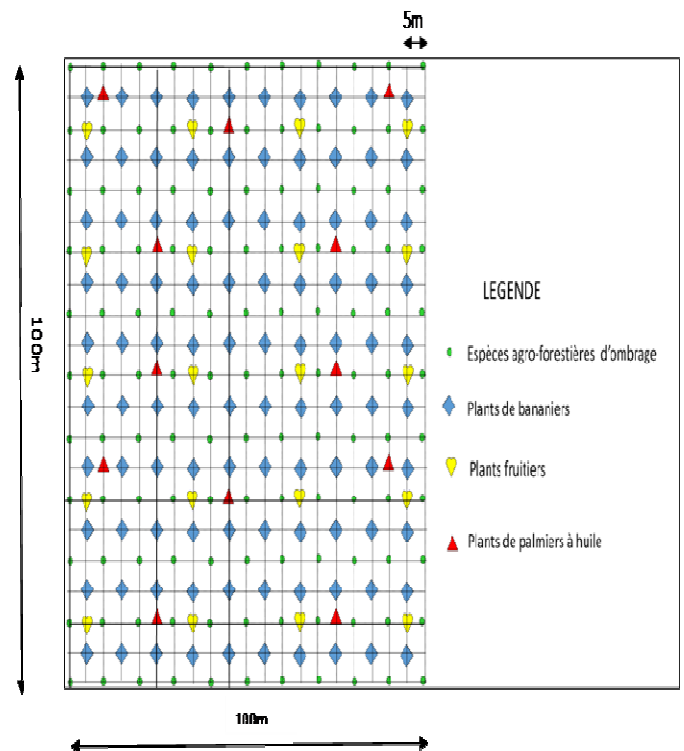 5m
100m
LEGENDE
Espèces agro-forestières d'ombrage
Plants de bananiers
Plants fruitiers
Plants de palmiers à huile
100m